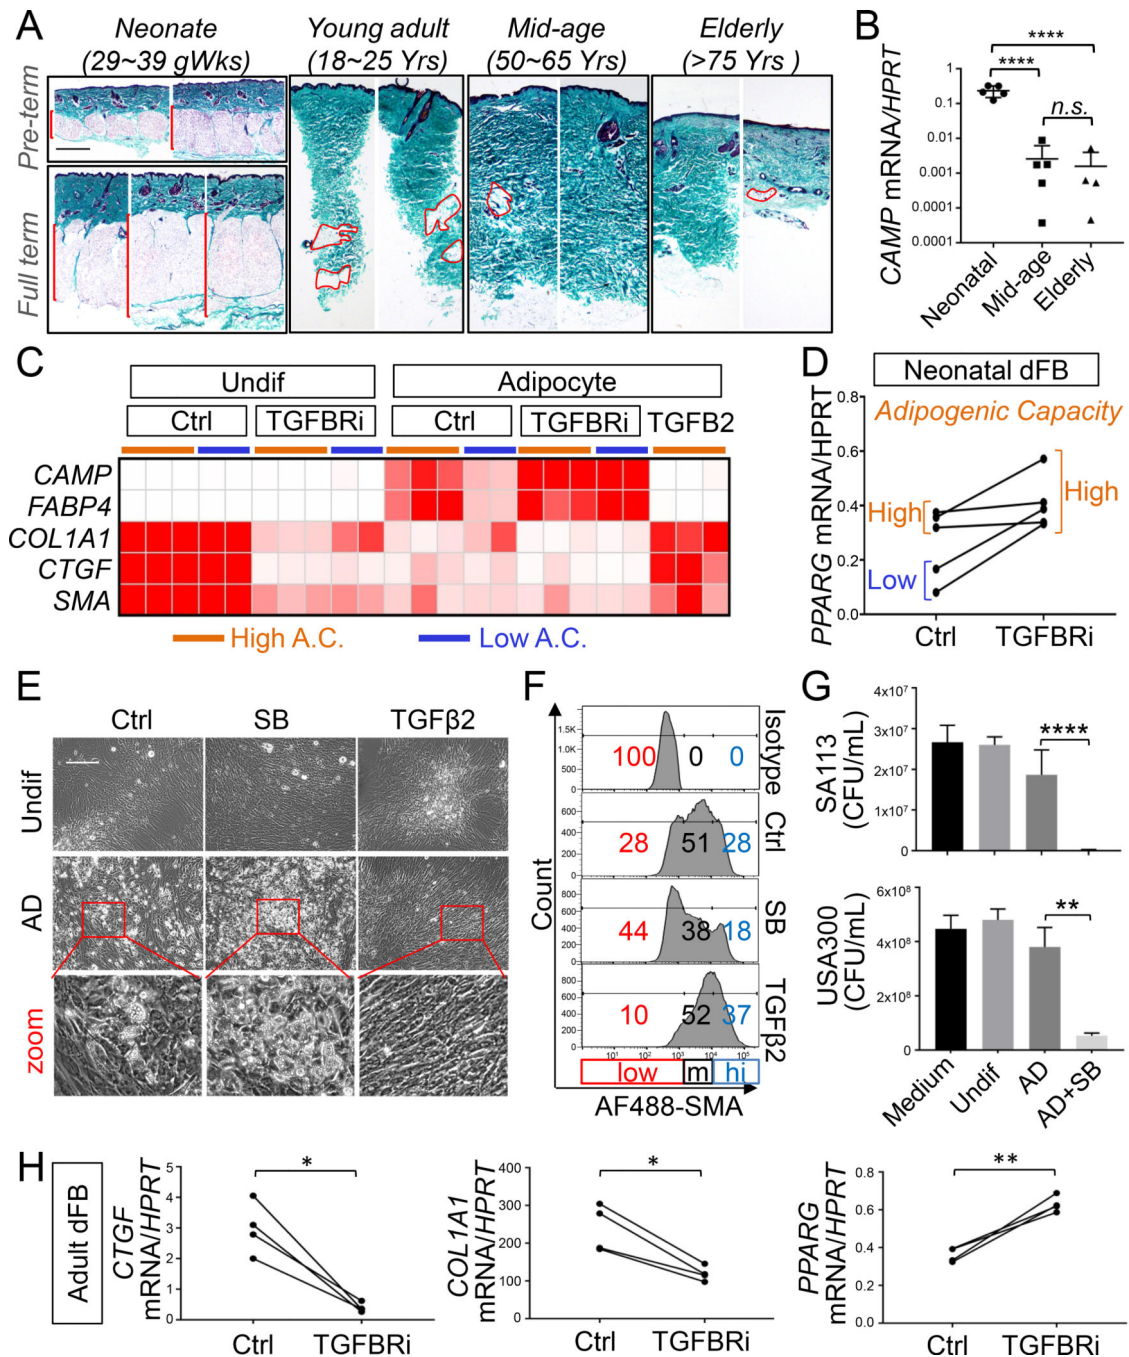 A
Neonate
(29~39 gWks)
Young adult
(18~25 Yrs)
Mid-age
(50~65 Yrs)
Elderly
(>75 Yrs )
Pre-term
Full term
B
CAMP mRNA/HPRT
1
0.1
0.01
0.001
0.0001
0.0001
****
****
n.s.
Neonatal
Mid-age
Elderly
C
Undif
Adipocyte
Ctrl
TGFBRi
Ctrl
TGFBRi
TGFB2
CAMP
FABP4
COL1A1
CTGF
SMA
High A.C.
Low A.C.
D
Neonatal dFB
Adipogenic Capacity
PPARG mRNA/HPRT
0.8
0.6
0.4
0.2
0.0
High
Low
High
Ctrl
TGFBRi
E
Ctrl
SB
TGFβ2
Undif
AD
zoom
F
Count
1.5K
1.0K
500
0
100
0
0
Isotype
800
600
400
200
0
28
51
28
Ctrl
800
600
400
200
0
44
38
18
SB
800
600
400
200
0
10
52
37
TGFβ2
10¹
10²
10³
10⁴
10⁵
low
m
hi
AF488-SMA
G
SA113
(CFU/mL)
4x10⁷
3x10⁷
2x10⁷
1x10⁷
0
****
USA300
(CFU/mL)
6x10⁸
4x10⁸
2x10⁸
0
**
Medium
Undif
AD
AD+SB
H
Adult dFB
CTGF
mRNA/HPRT
5
4
3
2
1
0
*
Ctrl
TGFBRi
COL1A1
mRNA/HPRT
400
300
200
100
0
*
Ctrl
TGFBRi
PPARG
mRNA/HPRT
0.8
0.6
0.4
0.2
0.0
**
Ctrl
TGFBRi